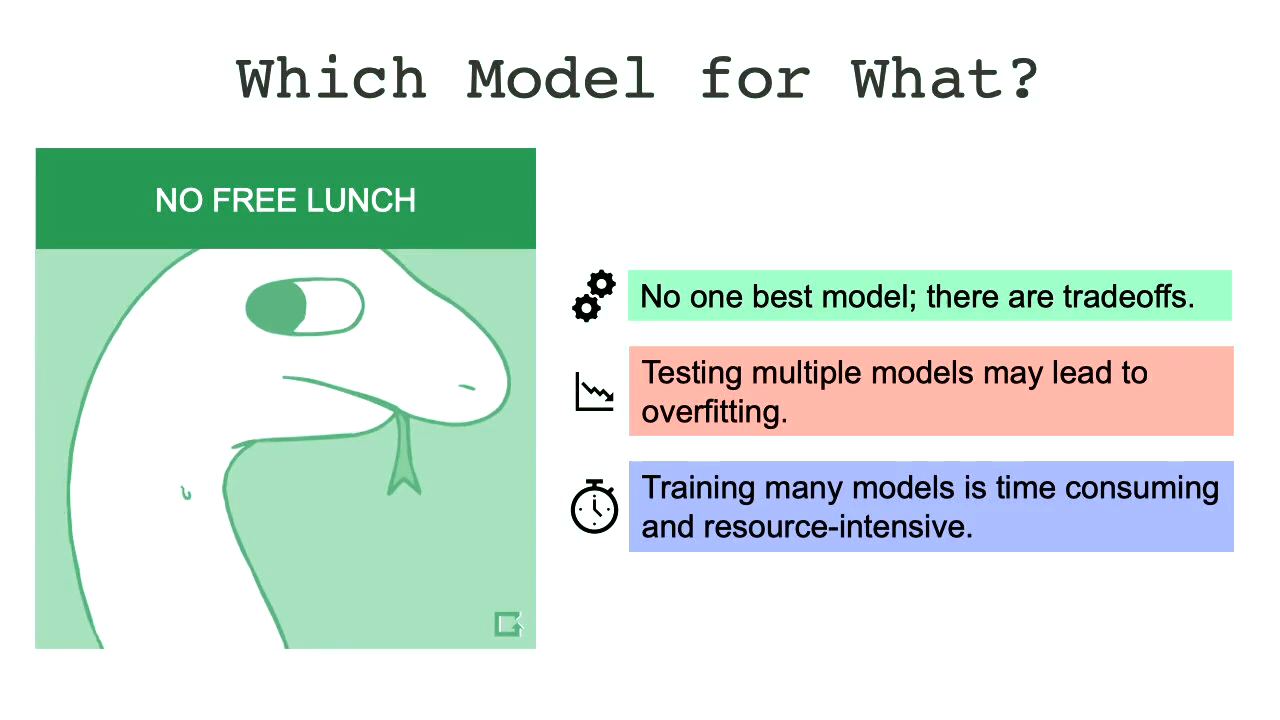 Which Model for What?
NO FREE LUNCH
No one best model; there are tradeoffs.
Testing multiple models may lead to
overfitting.
Training many models is time consuming
and resource-intensive.